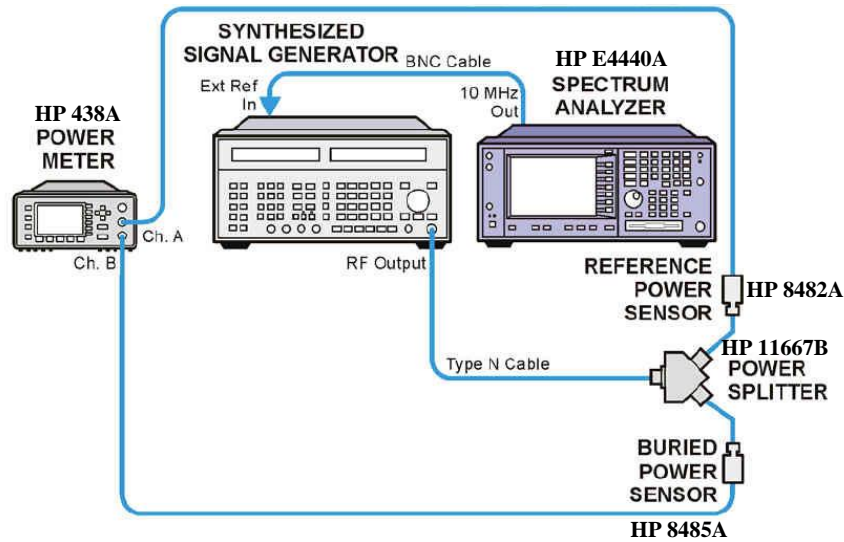 SYNTHESIZED
SIGNAL GENERATOR
BNC Cable
HP E4440A
SPECTRUM
ANALYZER
Ext Ref
In
10 MHz
Out
HP 438A
POWER
METER
Ch. A
Ch. B
RF Output
REFERENCE
POWER
SENSOR
HP 8482A
HP 11667B
POWER
SPLITTER
Type N Cable
BURIED
POWER
SENSOR
HP 8485A